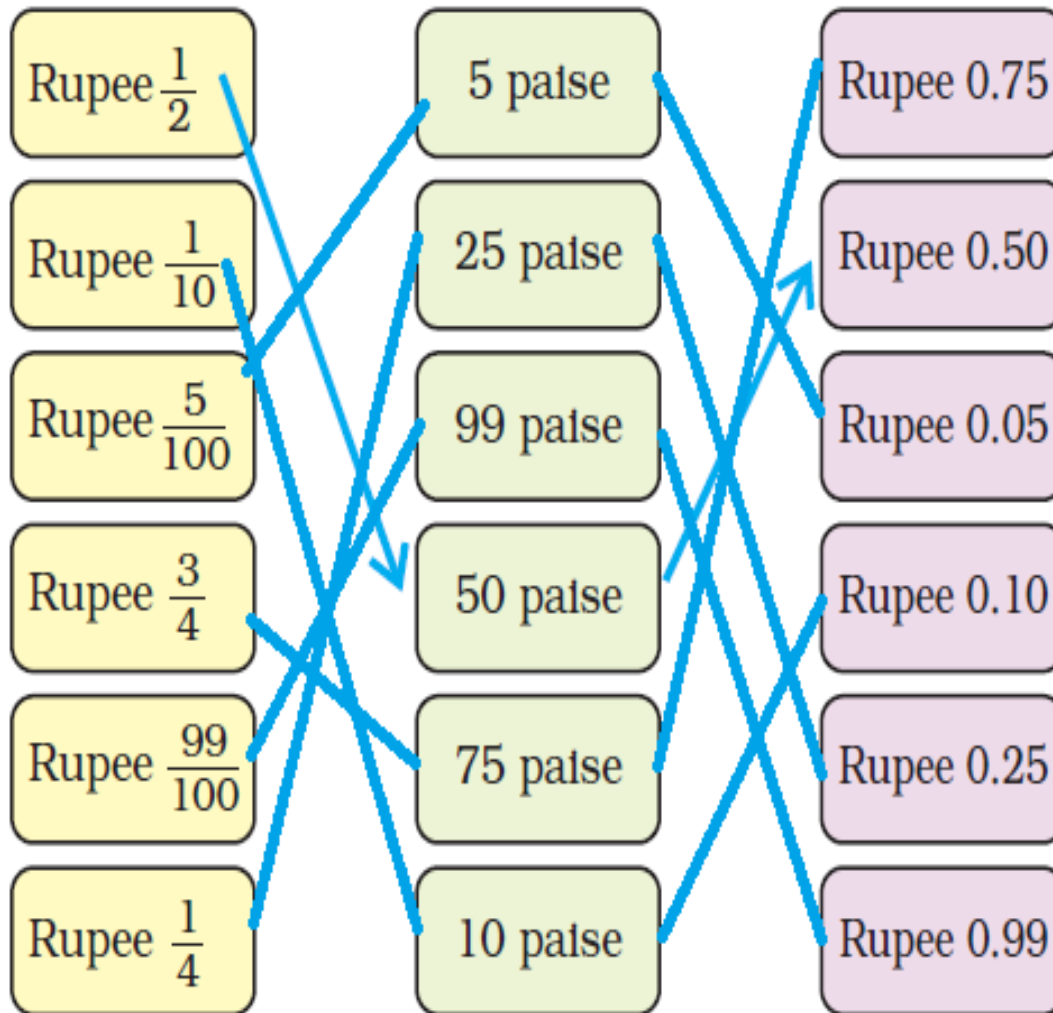 Rupee 1/2 5 paise Rupee 0.75
Rupee 1/10 25 paise Rupee 0.50
Rupee 5/100 99 paise Rupee 0.05
Rupee 3/4 50 paise Rupee 0.10
Rupee 99/100 75 paise Rupee 0.25
Rupee 1/4 10 paise Rupee 0.99